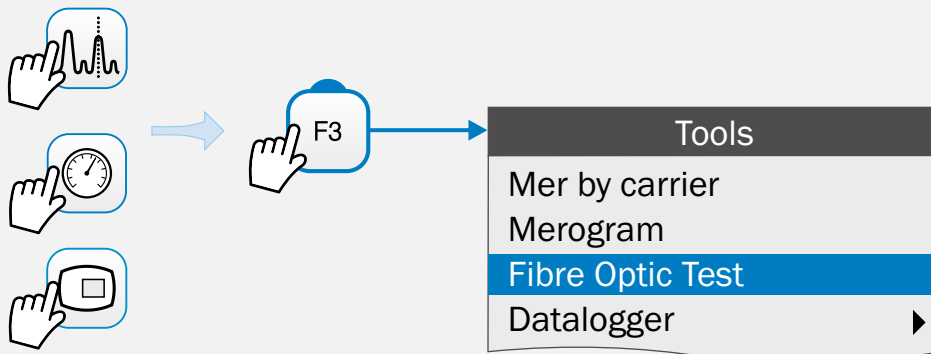 F3
Tools
Mer by carrier
Merogram
Fibre Optic Test
Datalogger